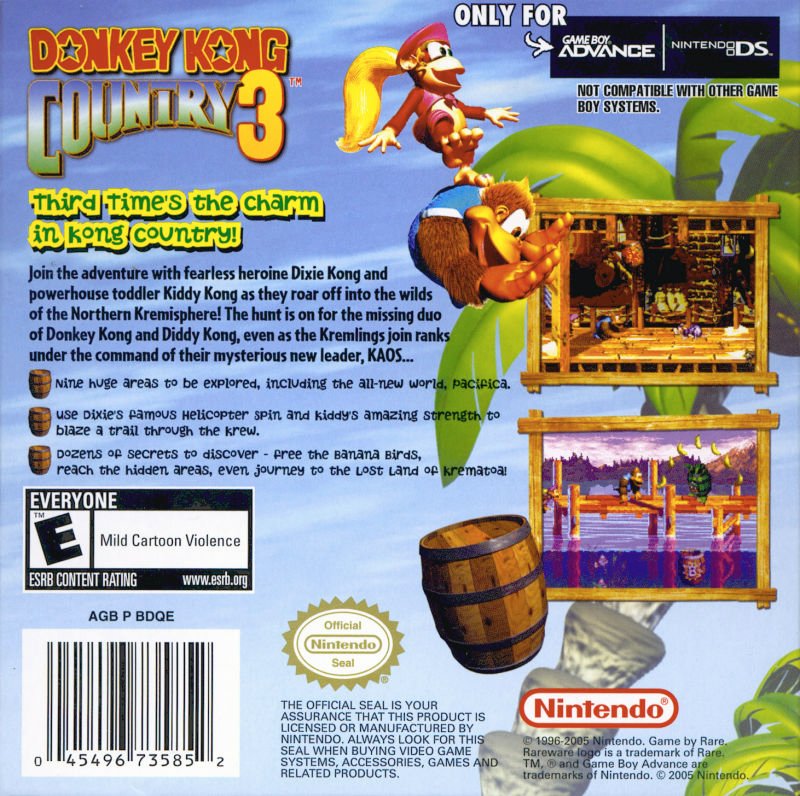 DONKEY KONG
COUNTRY 3™
ONLY FOR
GAME BOY ADVANCE
NINTENDO DS™
NOT COMPATIBLE WITH OTHER GAME
BOY SYSTEMS.
Third Time's the charm
in Kong Country!
Join the adventure with fearless heroine Dixie Kong and
powerhouse toddler Kiddy Kong as they roar off into the wilds
of the Northern Kremisphere! The hunt is on for the missing duo
of Donkey Kong and Diddy Kong, even as the Kremlings join ranks
under the command of their mysterious new leader, KAOS...
Nine huge areas to be explored, including the all-new world, Pacifica.
Use Dixie's famous Helicopter Spin and Kiddy's amazing strength to
blaze a trail through the Krew.
Dozens of secrets to discover - free the Banana Birds,
reach the hidden areas, even journey to the Lost Land of Krematoa!
EVERYONE
E™
Mild Cartoon Violence
ESRB CONTENT RATING www.esrb.org
AGB P BDQE
0 45496 73585 2
Official
Nintendo
Seal
®
THE OFFICIAL SEAL IS YOUR
ASSURANCE THAT THIS PRODUCT IS
LICENSED OR MANUFACTURED BY
NINTENDO. ALWAYS LOOK FOR THIS
SEAL WHEN BUYING VIDEO GAME
SYSTEMS, ACCESSORIES, GAMES AND
RELATED PRODUCTS.
Nintendo®
© 1996-2005 Nintendo. Game by Rare.
Rareware logo is a trademark of Rare.
TM, ® and Game Boy Advance are
trademarks of Nintendo. © 2005 Nintendo.